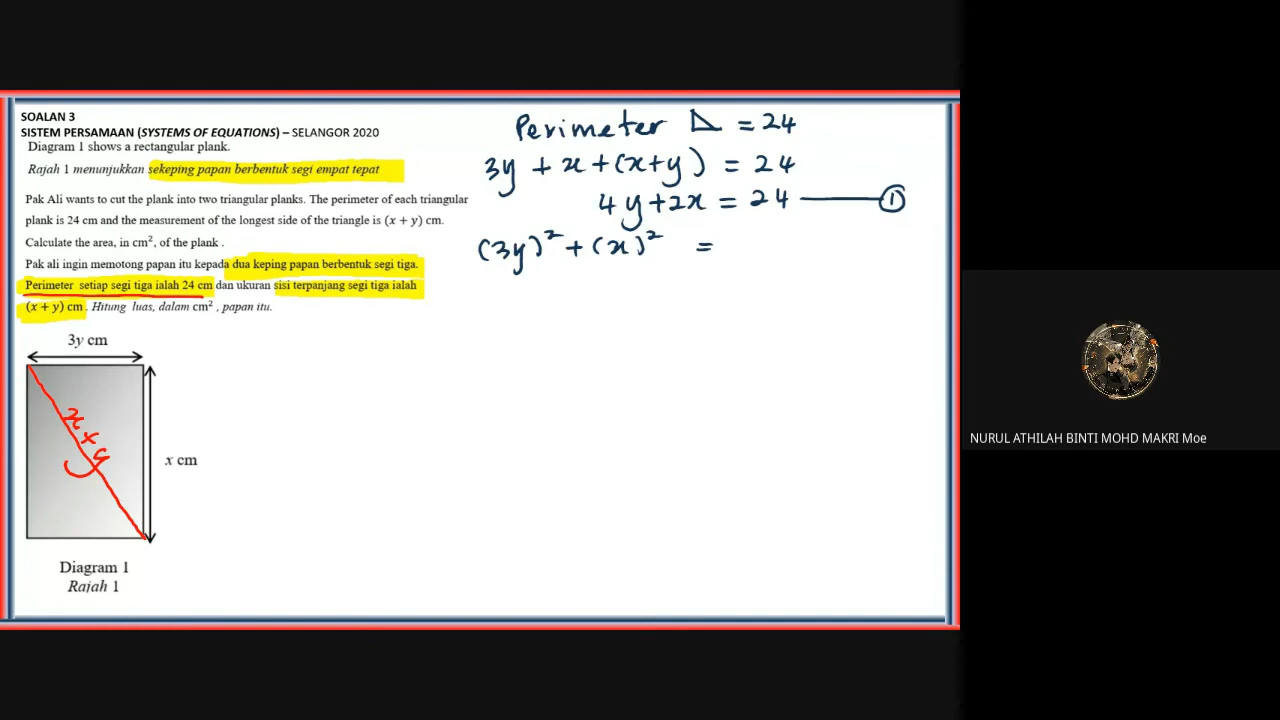 SOALAN 3
SISTEM PERSAMAAN (SYSTEMS OF EQUATIONS) – SELANGOR 2020
Diagram 1 shows a rectangular plank.
Rajah 1 menunjukkan sekeping papan berbentuk segi empat tepat
Pak Ali wants to cut the plank into two triangular planks. The perimeter of each triangular
plank is 24 cm and the measurement of the longest side of the triangle is (x + y) cm.
Calculate the area, in cm², of the plank .
Pak ali ingin memotong papan itu kepada dua keping papan berbentuk segi tiga.
Perimeter setiap segi tiga ialah 24 cm dan ukuran sisi terpanjang segi tiga ialah
(x + y) cm . Hitung luas, dalam cm² , papan itu.
3y cm
x+y
x cm
Diagram 1
Rajah 1
Perimeter ◺ = 24
3y + x + (x+y) = 24
4y+2x = 24 —— ①
(3y)² + (x)² =
NURUL ATHILAH BINTI MOHD MAKRI Moe